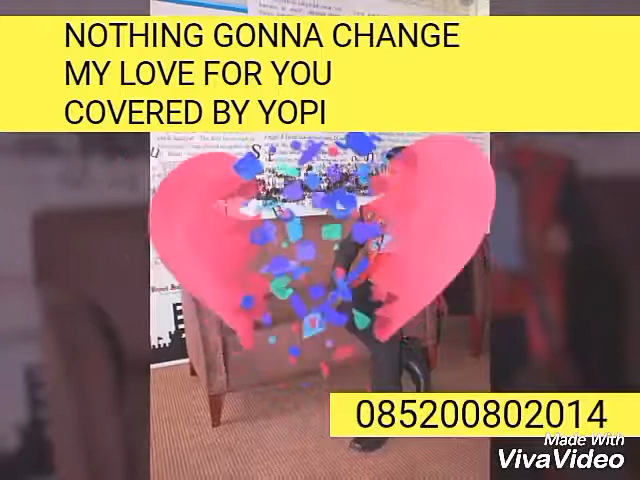 NOTHING GONNA CHANGE
MY LOVE FOR YOU
COVERED BY YOPI
085200802014
Made With
VivaVideo